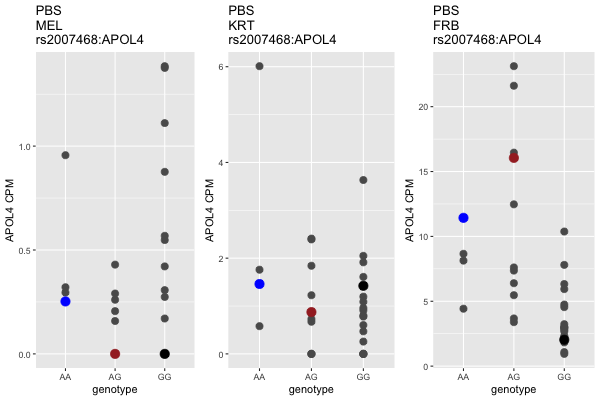 PBS
MEL
rs2007468:APOL4
APOL4 CPM
1.0
0.5
0.0
AA
AG
GG
genotype
PBS
KRT
rs2007468:APOL4
APOL4 CPM
6
4
2
0
AA
AG
GG
genotype
PBS
FRB
rs2007468:APOL4
APOL4 CPM
20
15
10
5
0
AA
AG
GG
genotype